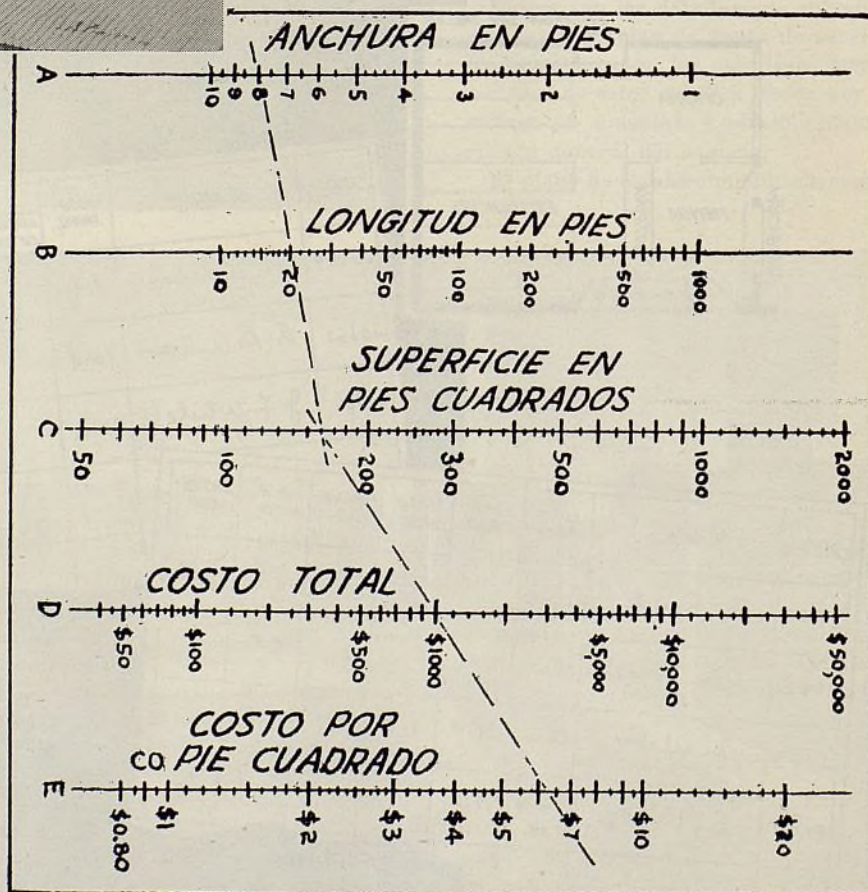 ANCHURA EN PIES
A
10 9 8 7 6 5 4 3 2 1
LONGITUD EN PIES
B
10 20 50 100 200 500 1000
SUPERFICIE EN
PIES CUADRADOS
C
50 100 200 300 500 1000 2000
COSTO TOTAL
D
$50 $100 $500 $1000 $5,000 $10,000 $50,000
COSTO POR
co PIE CUADRADO
E
$0.80 $1 $2 $3 $4 $5 $7 $10 $20